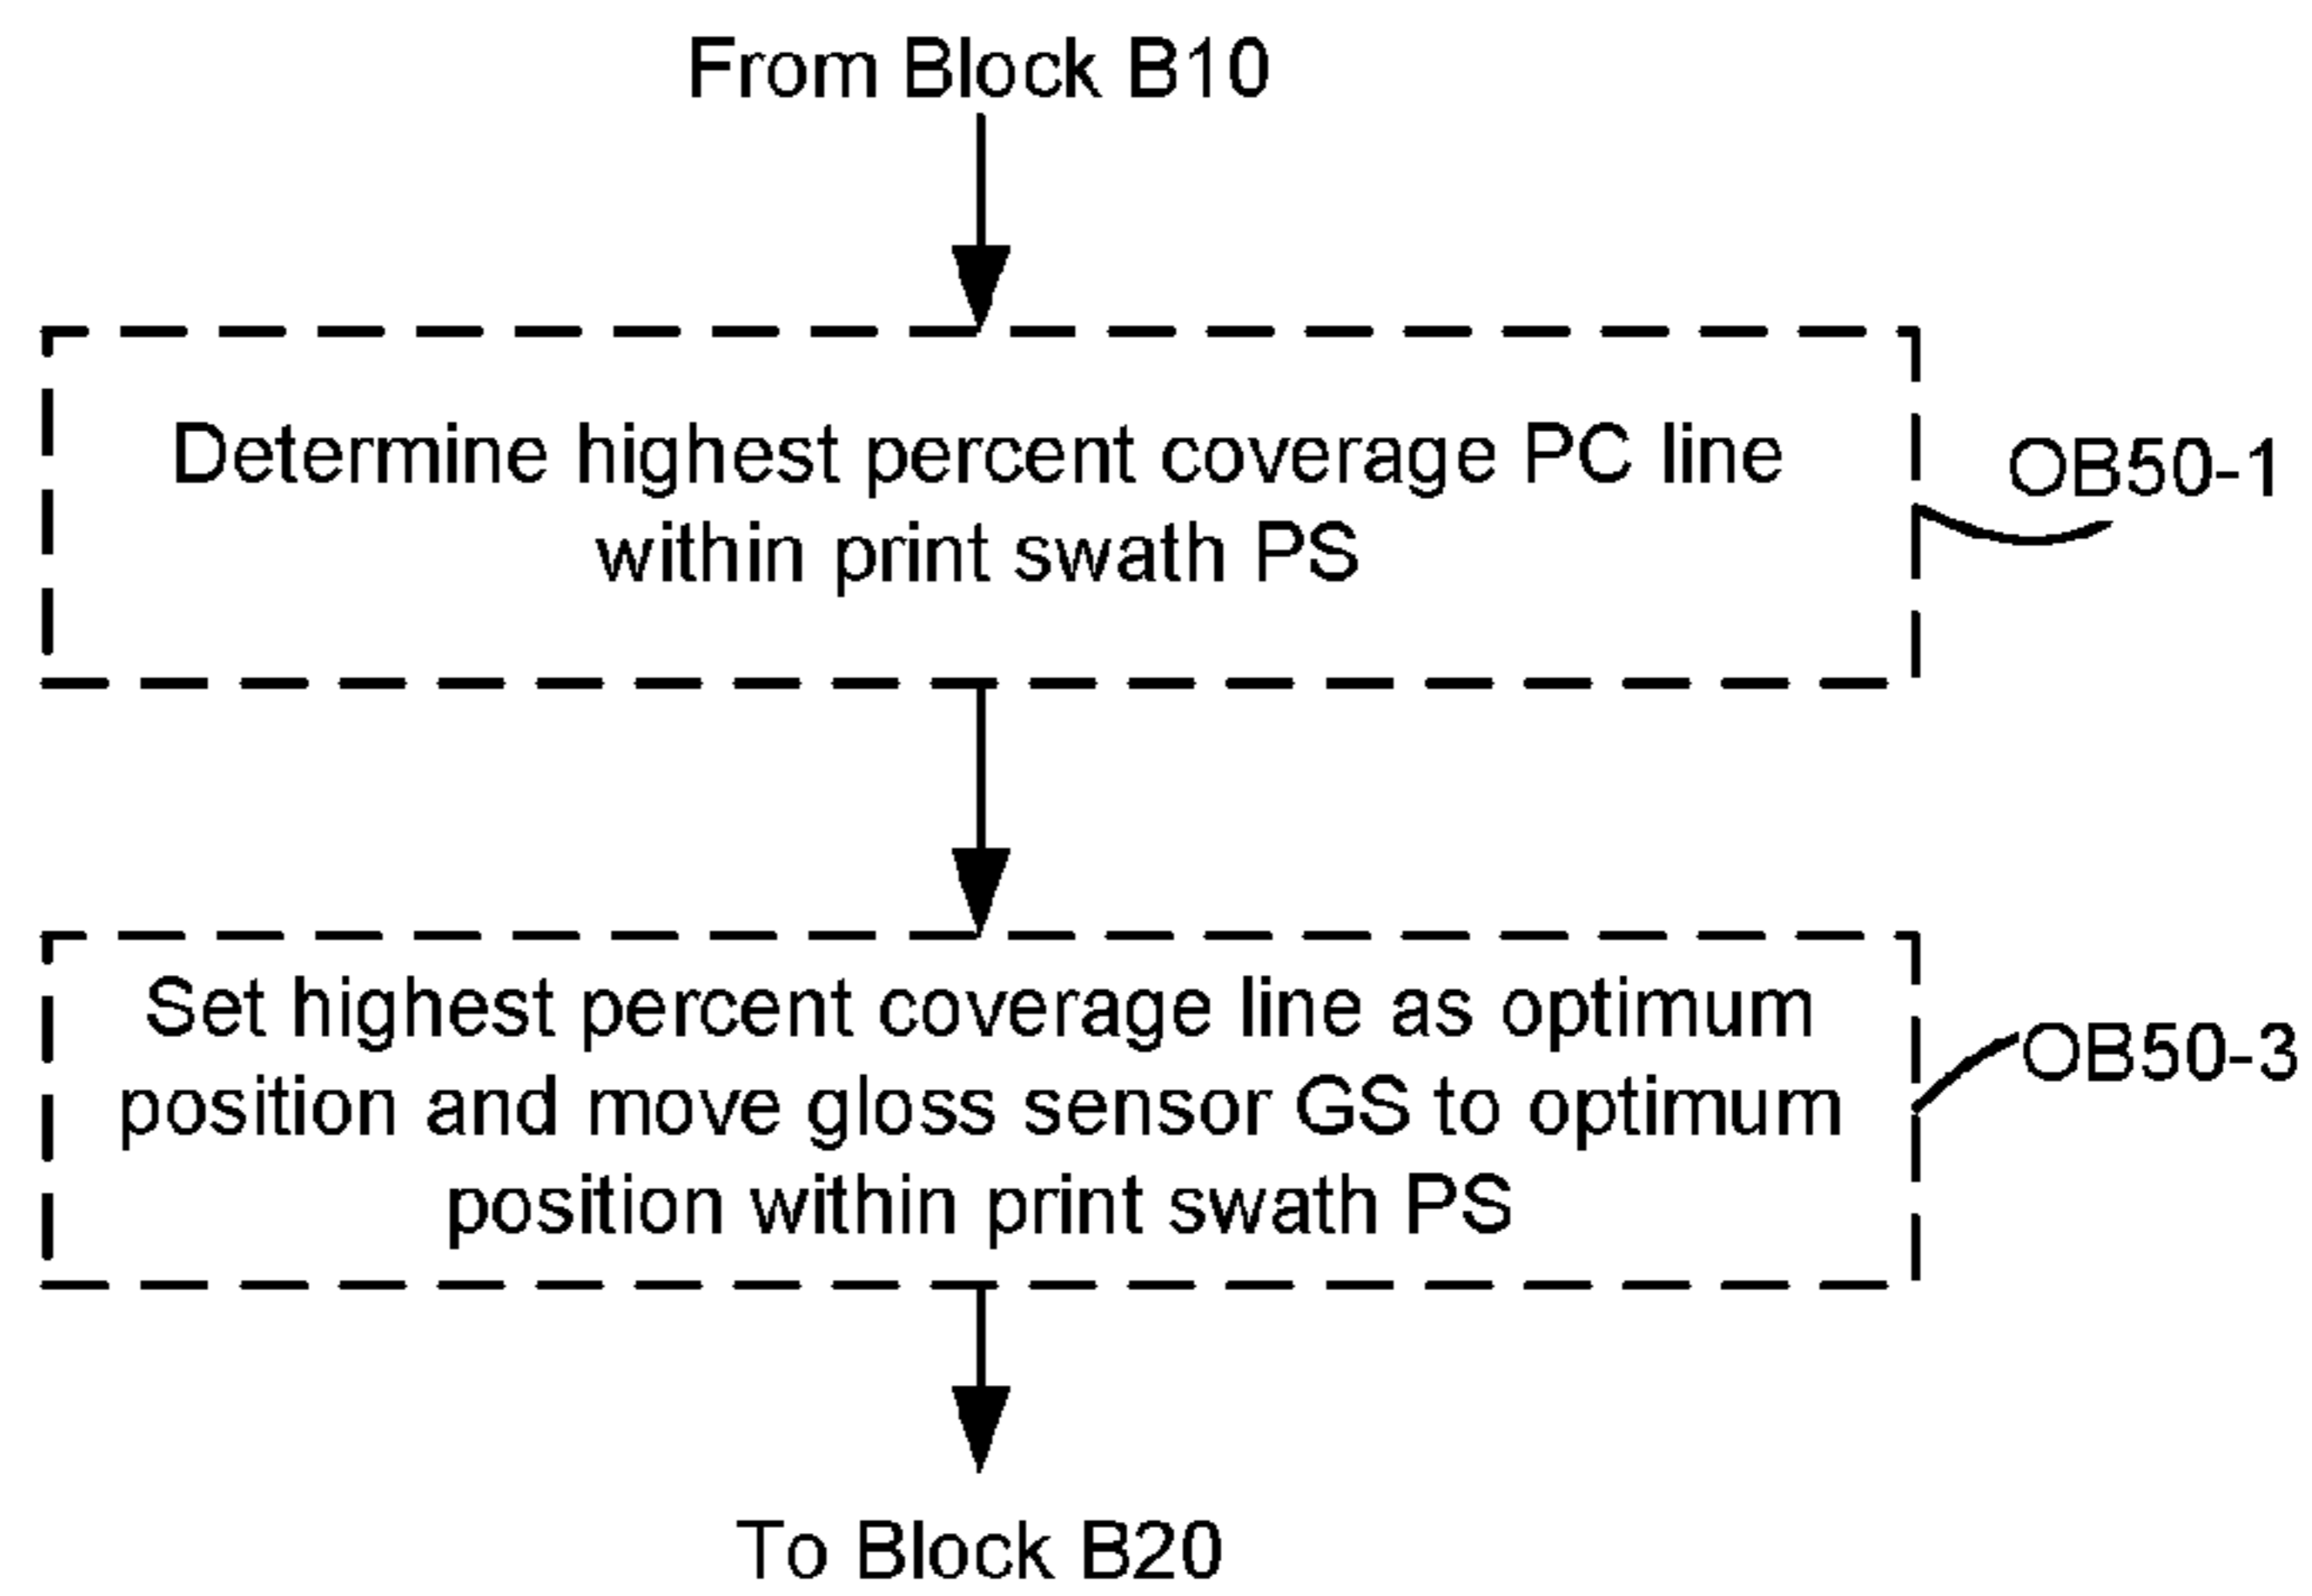 From Block B10
Determine highest percent coverage PC line
within print swath PS
OB50-1
Set highest percent coverage line as optimum
position and move gloss sensor GS to optimum
position within print swath PS
OB50-3
To Block B20